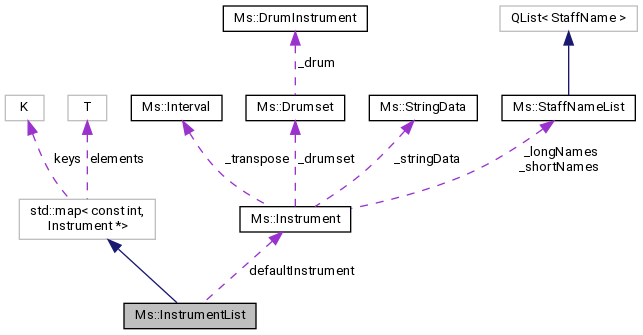 Ms::DrumInstrument
QList< StaffName >
_drum
K
T
Ms::Interval
Ms::Drumset
Ms::StringData
Ms::StaffNameList
keys
elements
_transpose
_drumset
_stringData
_longNames
_shortNames
std::map< const int,
Instrument *>
Ms::Instrument
defaultInstrument
Ms::InstrumentList